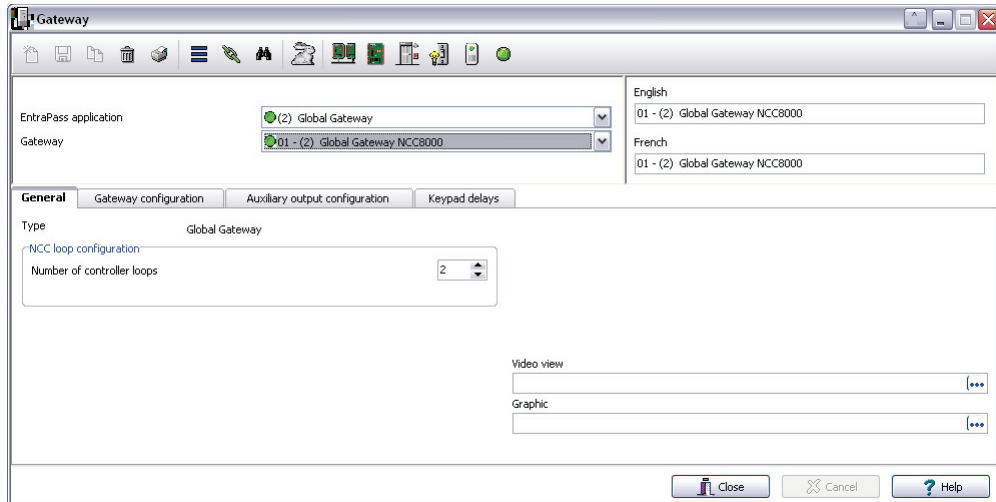 Gateway
EntraPass application
(2) Global Gateway
Gateway
01 - (2) Global Gateway NCC8000
English
01 - (2) Global Gateway NCC8000
French
01 - (2) Global Gateway NCC8000
General
Gateway configuration
Auxiliary output configuration
Keypad delays
Type
Global Gateway
NCC loop configuration
Number of controller loops
2
Video view
Graphic
Close
Cancel
? Help